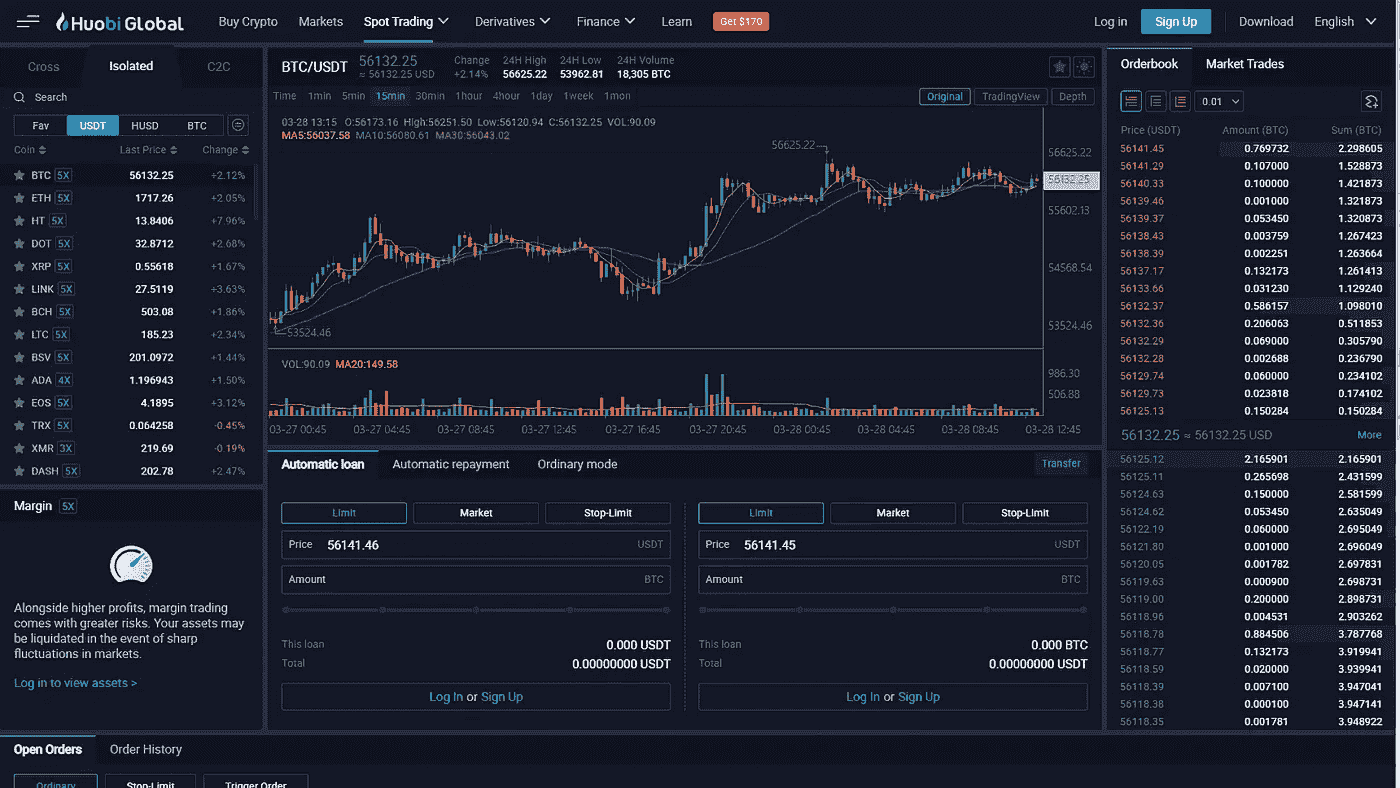 Huobi Global Buy Crypto Markets Spot Trading Derivatives Finance Learn Get $170 Log in Sign Up Download English
Cross Isolated C2C
Search
Fav USDT HUSD BTC
Coin Last Price Change
BTC 5X 56132.25 +2.12%
ETH 5X 1717.26 +2.05%
HT 5X 13.8406 +7.96%
DOT 5X 32.8712 +2.68%
XRP 5X 0.55618 +1.67%
LINK 5X 27.5119 +3.63%
BCH 5X 503.08 +1.86%
LTC 5X 185.23 +2.34%
BSV 5X 201.0972 +1.44%
ADA 4X 1.196943 +1.50%
EOS 5X 4.1895 +3.12%
TRX 5X 0.064258 -0.45%
XMR 3X 219.69 -0.19%
DASH 5X 202.78 +2.47%
Margin 5X
Alongside higher profits, margin trading
comes with greater risks. Your assets may
be liquidated in the event of sharp
fluctuations in markets.
Log in to view assets >
BTC/USDT
56132.25
≈ 56132.25 USD
Change
+2.14%
24H High
56625.22
24H Low
53962.81
24H Volume
18,305 BTC
Time 1min 5min 15min 30min 1hour 4hour 1day 1week 1mon Original TradingView Depth
03-28 13:15 O:56173.16 High:56251.50 Low:56120.94 C:56132.25 VOL:90.09
MA5:56037.58 MA10:56080.61 MA30:56043.02
56625.22
56625.22
56132.25
55602.13
54568.54
53524.46
53524.46
VOL:90.09 MA20:149.58
986.30
506.88
03-27 00:45 03-27 04:45 03-27 08:45 03-27 12:45 03-27 16:45 03-27 20:45 03-28 00:45 03-28 04:45 03-28 08:45 03-28 12:45
Automatic loan Automatic repayment Ordinary mode Transfer
Limit Market Stop-Limit
Price 56141.46 USDT
Amount BTC
This loan 0.000 USDT
Total 0.00000000 USDT
Log In or Sign Up
Limit Market Stop-Limit
Price 56141.45 USDT
Amount BTC
This loan 0.000 BTC
Total 0.00000000 USDT
Log In or Sign Up
Orderbook Market Trades
0.01
Price (USDT) Amount (BTC) Sum (BTC)
56141.45 0.769732 2.298605
56141.29 0.107000 1.528873
56140.33 0.100000 1.421873
56139.46 0.001000 1.321873
56139.37 0.053450 1.320873
56138.43 0.003759 1.267423
56138.39 0.002251 1.263664
56137.17 0.132173 1.261413
56133.66 0.031230 1.129240
56132.37 0.586157 1.098010
56132.36 0.206063 0.511853
56132.29 0.069000 0.305790
56132.28 0.002688 0.236790
56129.74 0.060000 0.234102
56129.73 0.023818 0.174102
56125.13 0.150284 0.150284
56132.25 ≈ 56132.25 USD More
56125.12 2.165901 2.165901
56125.11 0.265698 2.431599
56124.63 0.150000 2.581599
56124.62 0.053450 2.635049
56122.19 0.060000 2.695049
56121.80 0.001000 2.696049
56120.05 0.001782 2.697831
56119.63 0.000900 2.698731
56119.00 0.200000 2.898731
56118.96 0.004531 2.903262
56118.78 0.884506 3.787768
56118.77 0.132173 3.919941
56118.59 0.020000 3.939941
56118.39 0.007100 3.947041
56118.38 0.000100 3.947141
56118.35 0.001781 3.948922
Open Orders Order History
Ordinary Stop-Limit Trigger Order